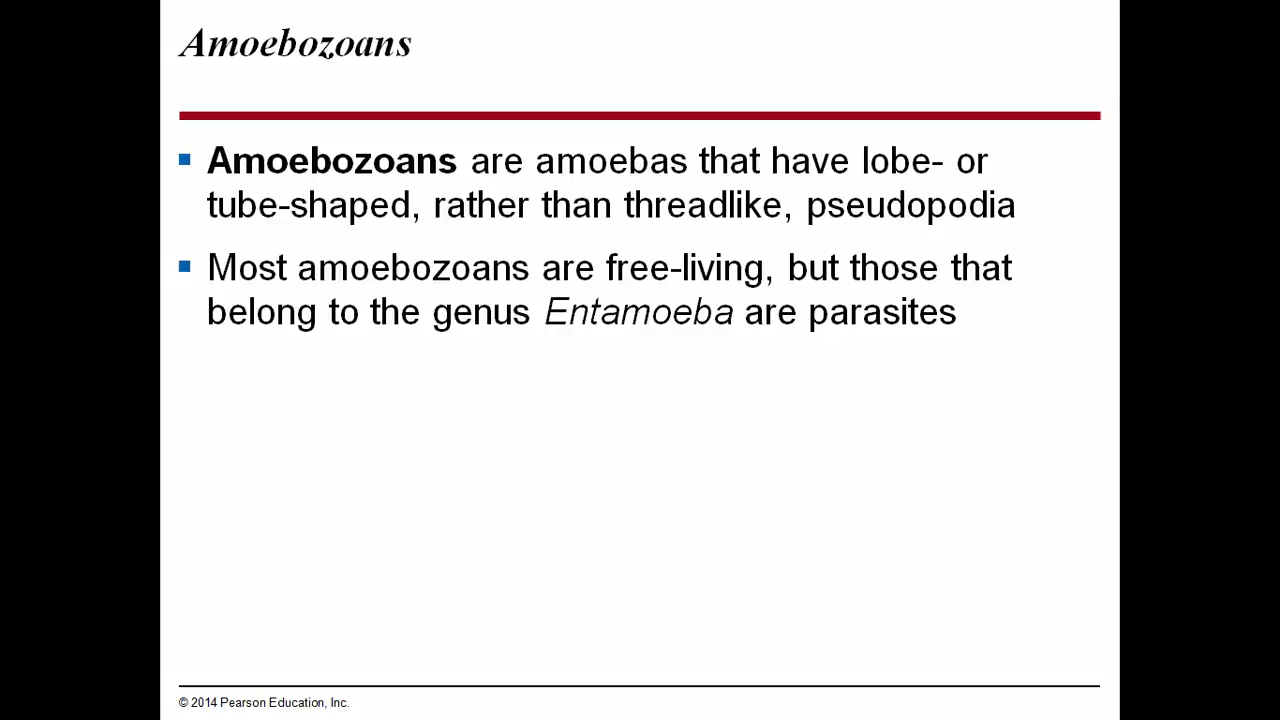 Amoebozoans
Amoebozoans are amoebas that have lobe- or
tube-shaped, rather than threadlike, pseudopodia
Most amoebozoans are free-living, but those that
belong to the genus Entamoeba are parasites
© 2014 Pearson Education, Inc.